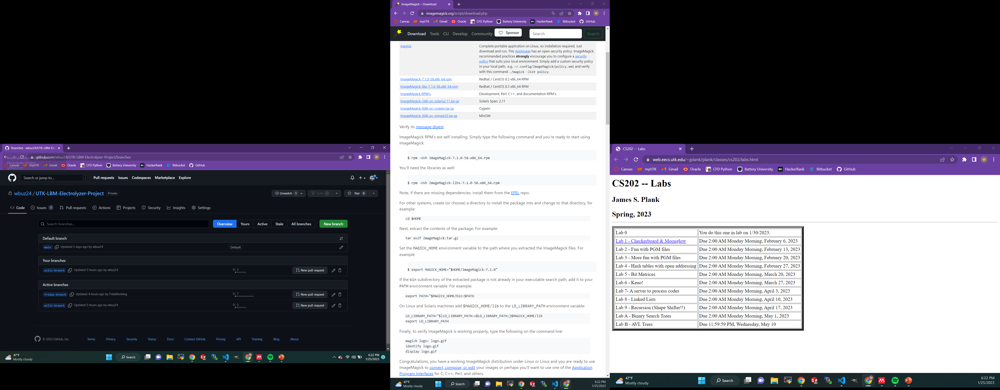 Branches · wbuz24/UTK-LBM-Ele
github.com/wbuz24/UTK-LBM-Electrolyzer-Project/branches
Canvas myUTK Gmail Oracle CFD Python Battery University HackerRank Bitbucket GitHub
Search or jump to... / Pull requests Issues Codespaces Marketplace Explore
wbuz24 / UTK-LBM-Electrolyzer-Project Private Unwatch 1 Fork 0 Star 0
Code Issues 1 Pull requests Actions Projects Security Insights Settings
Search branches... Overview Yours Active Stale All branches New branch
Default branch
main Updated 5 days ago by wbuz24 Default
Your branches
wills-branch Updated 5 hours ago by wbuz24 0 3 New pull request
Active branches
fridas-branch Updated 4 hours ago by FridaRonning 0 7 New pull request
wills-branch Updated 5 hours ago by wbuz24 0 3 New pull request
© 2023 GitHub, Inc. Terms Privacy Security Status Docs Contact GitHub Pricing API Training Blog About
47°F
Mostly cloudy
Search
6:22 PM
1/25/2023
3
ImageMagick – Download
imagemagick.org/script/download.php
Canvas myUTK Gmail Oracle CFD Python Battery University HackerRank Bitbucket GitHub
Download Tools CLI Develop Community Sponsor Search Search
magick Complete portable application on Linux, no installation required. Just
download and run. This AppImage has an open security policy. ImageMagick
recommended practices strongly encourage you to configure a security
policy that suits your local environment. Simply add a custom security policy
in your local path, .e.g., ~/.config/ImageMagick/policy.xml and verify
with this command: ./magick -list policy.
ImageMagick-7.1.0-58.x86_64.rpm Redhat / CentOS 8.3 x86_64 RPM
ImageMagick-libs-7.1.0-58.x86_64.rpm Redhat / CentOS 8.3 x86_64 RPM
ImageMagick RPM's Development, Perl, C++, and documentation RPM's.
ImageMagick-i386-pc-solaris2.11.tar.gz Solaris Sparc 2.11
ImageMagick-i686-pc-cygwin.tar.gz Cygwin
ImageMagick-i686-pc-mingw32.tar.gz MinGW
Verify its message digest.
ImageMagick RPM's are self-installing. Simply type the following command and you're ready to start using
ImageMagick:
$ rpm -Uvh ImageMagick-7.1.0-58.x86_64.rpm
You'll need the libraries as well:
$ rpm -Uvh ImageMagick-libs-7.1.0-58.x86_64.rpm
Note, if there are missing dependencies, install them from the EPEL repo.
For other systems, create (or choose) a directory to install the package into and change to that directory, for
example:
cd $HOME
Next, extract the contents of the package. For example:
tar xvzf ImageMagick.tar.gz
Set the MAGICK_HOME environment variable to the path where you extracted the ImageMagick files. For
example:
$ export MAGICK_HOME="$HOME/ImageMagick-7.1.0"
If the bin subdirectory of the extracted package is not already in your executable search path, add it to your
PATH environment variable. For example:
export PATH="$MAGICK_HOME/bin:$PATH
On Linux and Solaris machines add $MAGICK_HOME/lib to the LD_LIBRARY_PATH environment variable:
LD_LIBRARY_PATH="${LD_LIBRARY_PATH:+$LD_LIBRARY_PATH:}$MAGICK_HOME/lib
export LD_LIBRARY_PATH
Finally, to verify ImageMagick is working properly, type the following on the command line:
magick logo: logo.gif
identify logo.gif
display logo.gif
Congratulations, you have a working ImageMagick distribution under Linux or Linux and you are ready to use
ImageMagick to convert, compose, or edit your images or perhaps you'll want to use one of the Application
Program Interfaces for C, C++, Perl, and others.
47°F
Mostly cloudy
Search
6:22 PM
1/25/2023
CS202 -- Labs
web.eecs.utk.edu/~jplank/plank/classes/cs202/labs.html
Canvas myUTK Gmail Oracle CFD Python Battery University HackerRank Bitbucket GitHub
CS202 -- Labs
James S. Plank
Spring, 2023
Lab 0 You do this one in lab on 1/30/2023.
Lab 1 - Checkerboard & Moonglow Due 2:00 AM Monday Morning, February 6, 2023
Lab 2 - Fun with PGM files Due 2:00 AM Monday Morning, February 13, 2023
Lab 3 - More fun with PGM files Due 2:00 AM Monday Morning, February 20, 2023
Lab 4 - Hash tables with open addressing Due 2:00 AM Monday Morning, February 27, 2023
Lab 5 - Bit Matrices Due 2:00 AM Monday Morning, March 20, 2023
Lab 6 - Keno! Due 2:00 AM Monday Morning, March 27, 2023
Lab 7- A server to process codes Due 2:00 AM Monday Morning, April 3, 2023
Lab 8 - Linked Lists Due 2:00 AM Monday Morning, April 10, 2023
Lab 9 - Recursion (Shape Shifter!!) Due 2:00 AM Monday Morning, April 17, 2023
Lab A - Binary Search Trees Due 2:00 AM Monday Morning, May 1, 2023
Lab B - AVL Trees Due 11:59:59 PM, Wednesday, May 10
47°F
Mostly cloudy
Search
6:22 PM
1/25/2023